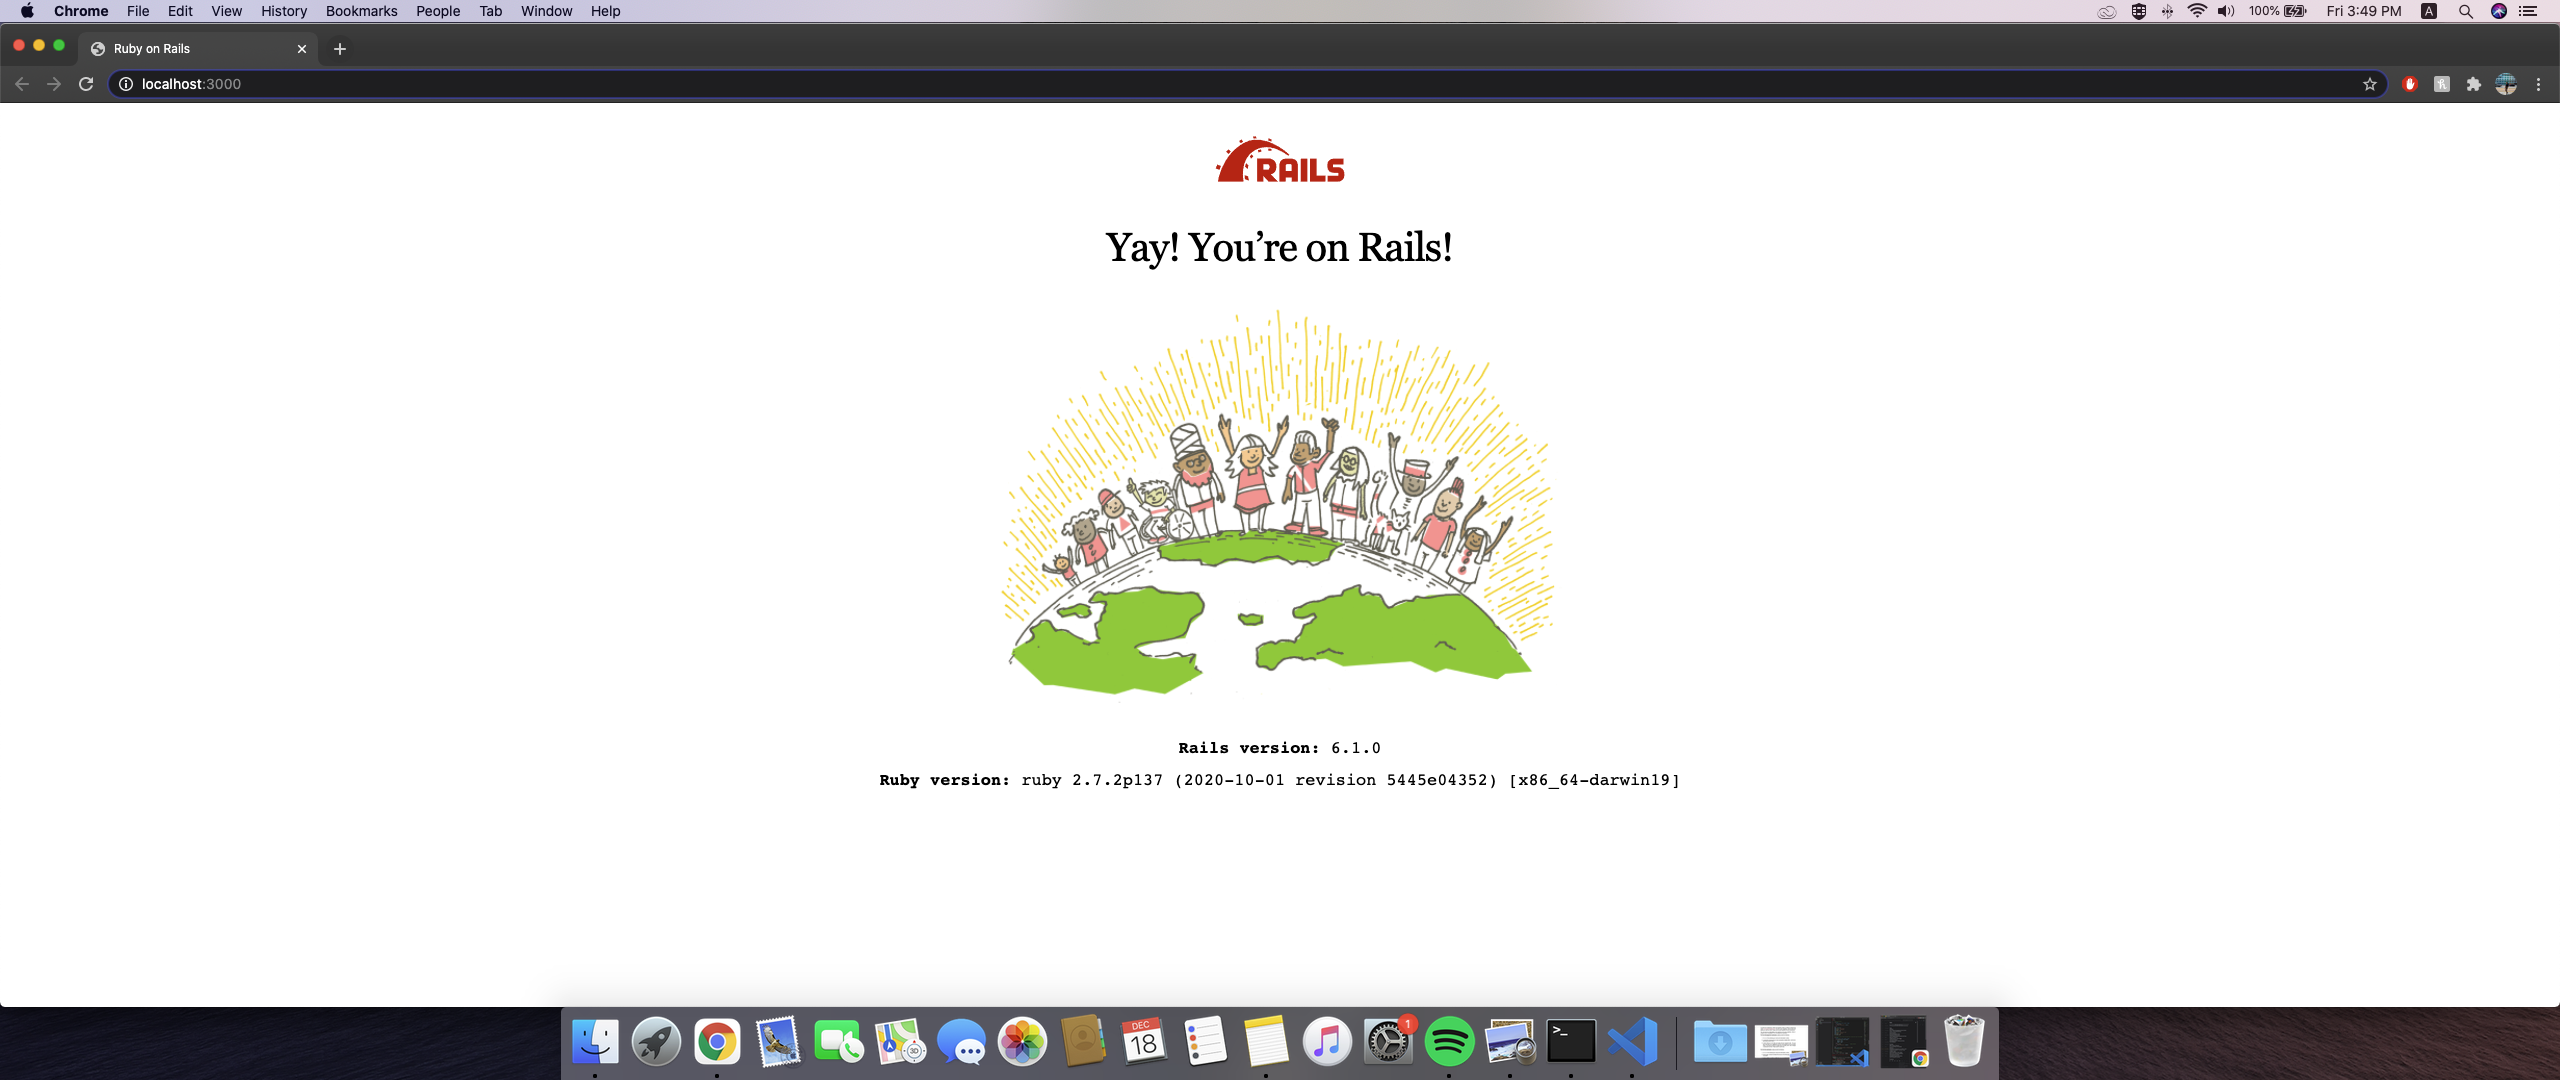 Chrome File Edit View History Bookmarks People Tab Window Help 100% Fri 3:49 PM A
Ruby on Rails
localhost:3000
RAILS
Yay! You’re on Rails!
Rails version: 6.1.0
Ruby version: ruby 2.7.2p137 (2020-10-01 revision 5445e04352) [x86_64-darwin19]
DEC
18
3D
1
>_